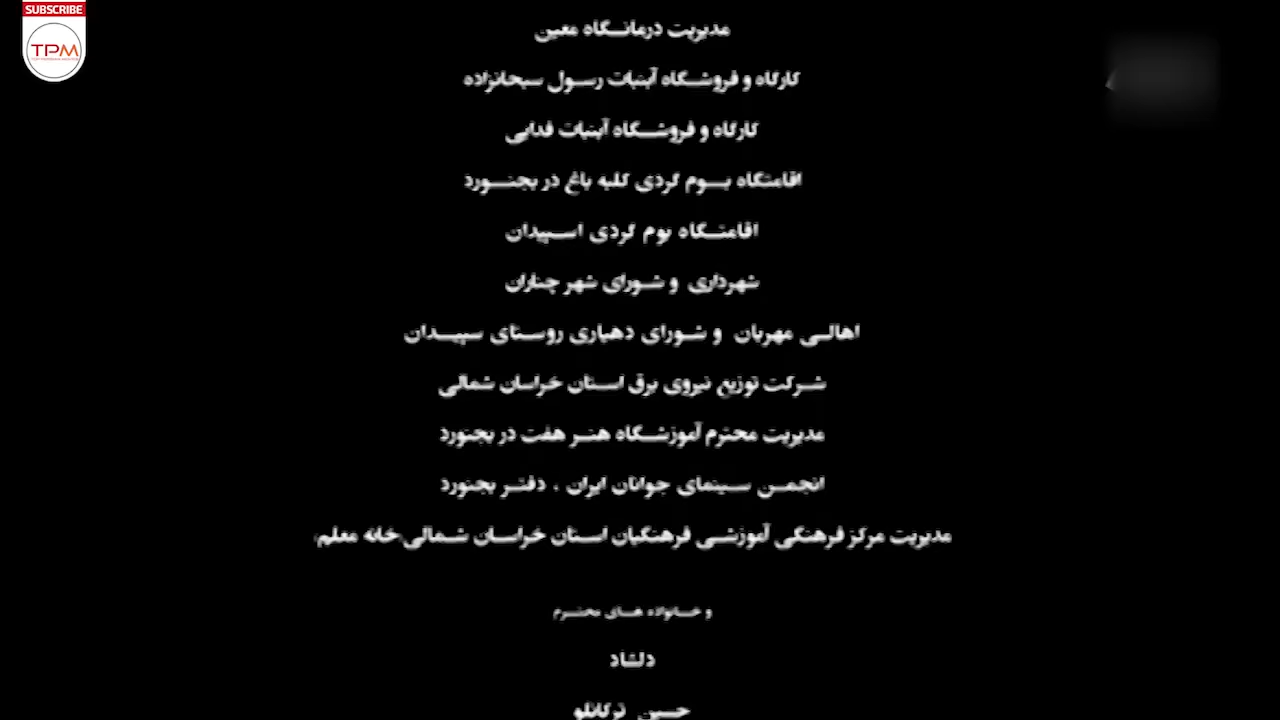 SUBSCRIBE
TPM
مدیریت درمانگاه معین
کارگاه و فروشگاه آبنبات رسول سبحانزاده
کارگاه و فروشگاه آبنبات فدایی
اقامتگاه بوم گردی کلبه باغ در بجنورد
اقامتگاه بوم گردی اسپیدان
شهرداری و شورای شهر چناران
اهالی مهربان و شورای دهیاری روستای سپیدان
شرکت توزیع نیروی برق استان خراسان شمالی
مدیریت محترم آموزشگاه هنر هفت در بجنورد
انجمن سینمای جوانان ایران ، دفتر بجنورد
مدیریت مرکز فرهنگی آموزشی فرهنگیان استان خراسان شمالی(خانه معلم)
و خانواده های محترم
دلشاد
حسین ترکانلو